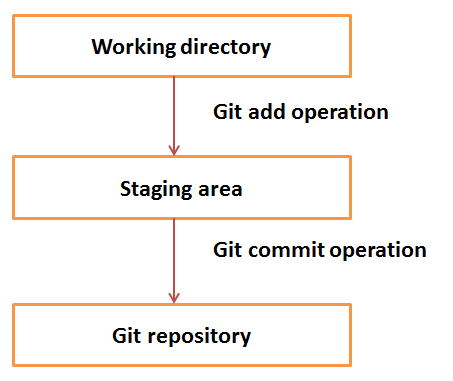 Working directory
Git add operation
Staging area
Git commit operation
Git repository